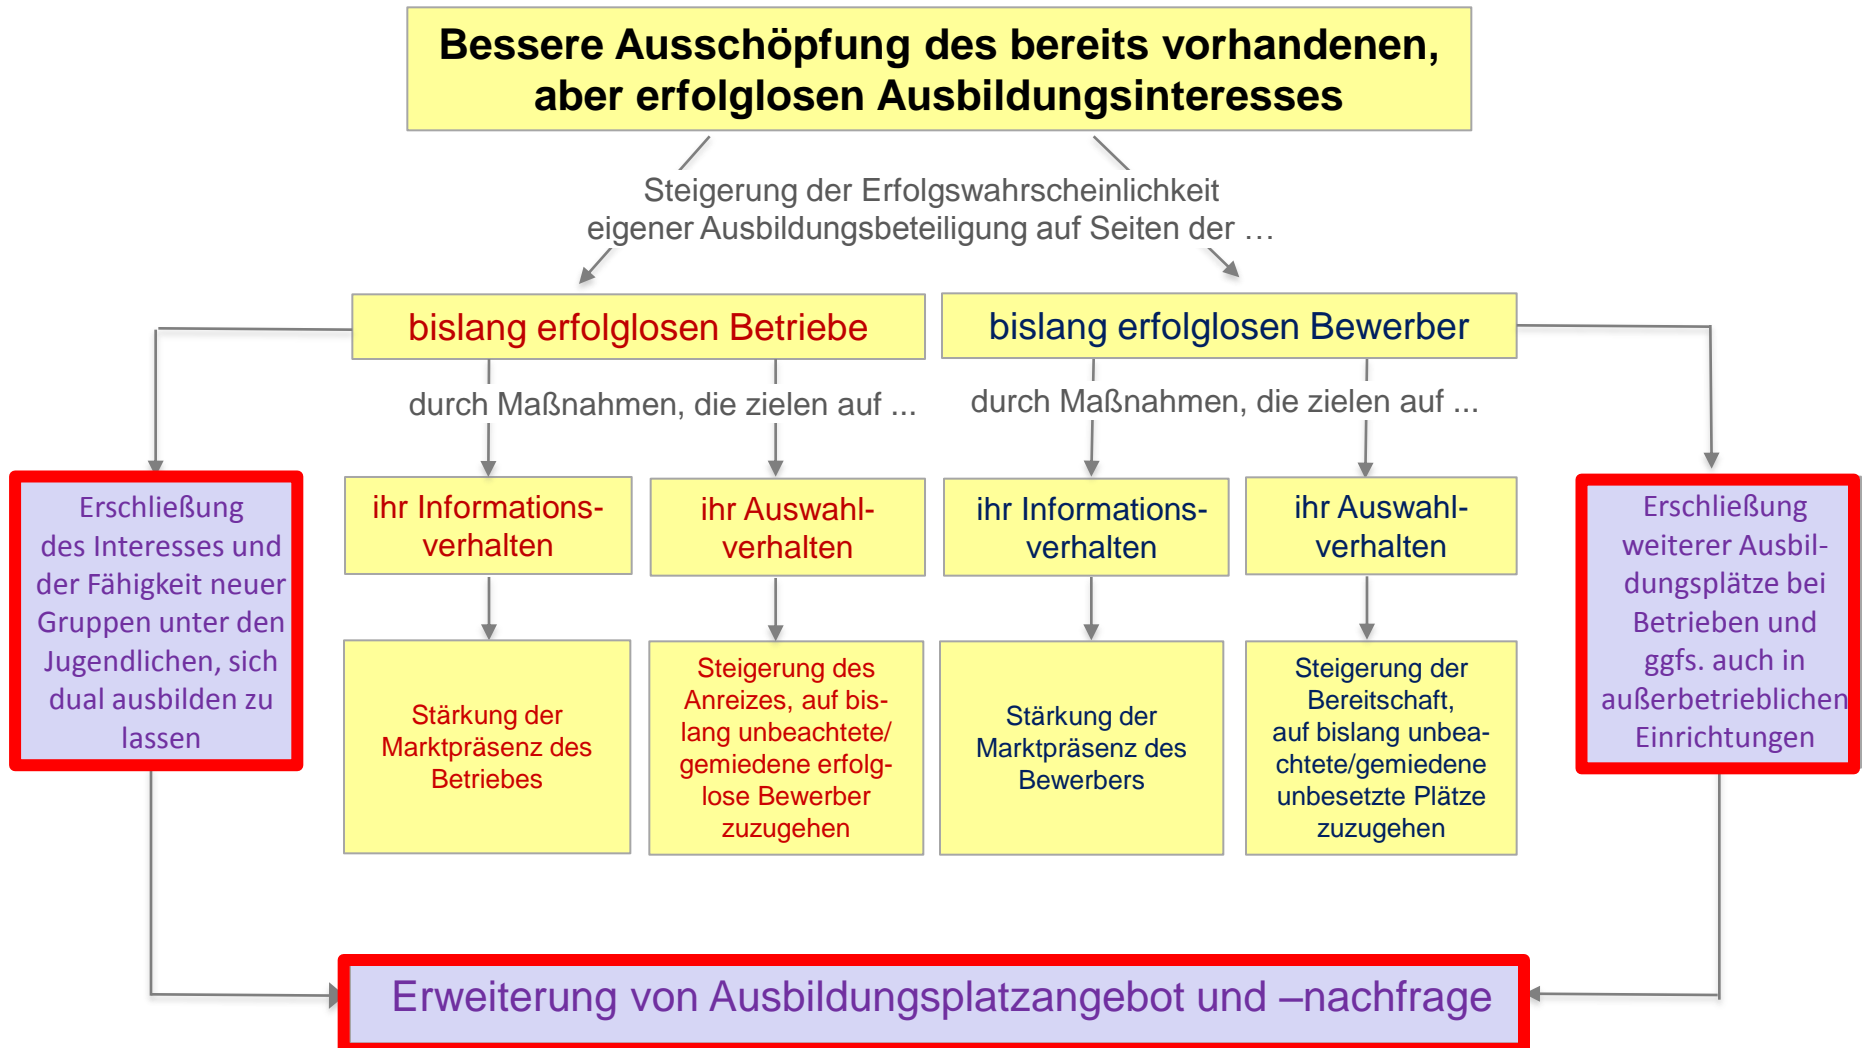 Bessere Ausschöpfung des bereits vorhandenen,
aber erfolglosen Ausbildungsinteresses
Steigerung der Erfolgswahrscheinlichkeit
eigener Ausbildungsbeteiligung auf Seiten der …
bislang erfolglosen Betriebe
bislang erfolglosen Bewerber
durch Maßnahmen, die zielen auf ...
durch Maßnahmen, die zielen auf ...
Erschließung
des Interesses und
der Fähigkeit neuer
Gruppen unter den
Jugendlichen, sich
dual ausbilden zu
lassen
ihr Informations-
verhalten
ihr Auswahl-
verhalten
ihr Informations-
verhalten
ihr Auswahl-
verhalten
Erschließung
weiterer Ausbil-
dungsplätze bei
Betrieben und
ggfs. auch in
außerbetrieblichen
Einrichtungen
Stärkung der
Marktpräsenz des
Betriebes
Steigerung des
Anreizes, auf bis-
lang unbeachtete/
gemiedene erfolg-
lose Bewerber
zuzugehen
Stärkung der
Marktpräsenz des
Bewerbers
Steigerung der
Bereitschaft,
auf bislang unbea-
chtete/gemiedene
unbesetzte Plätze
zuzugehen
Erweiterung von Ausbildungsplatzangebot und –nachfrage